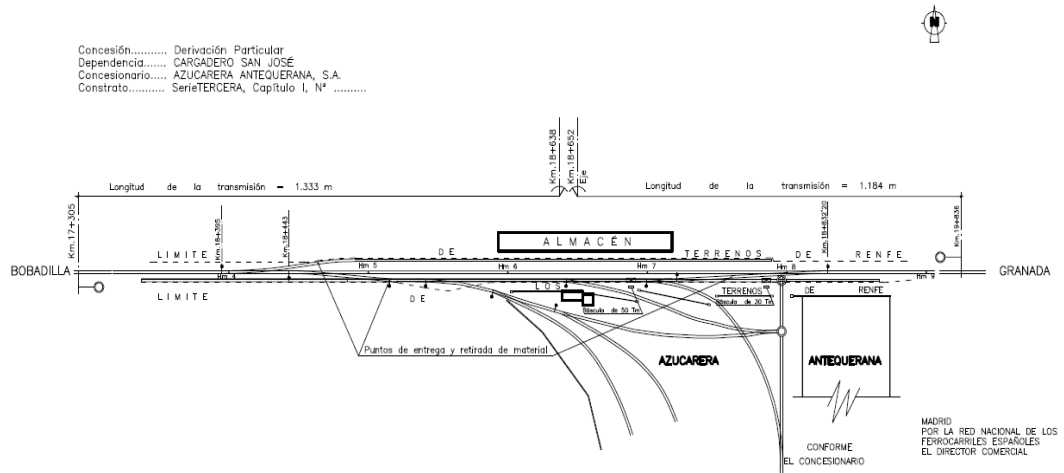 N
Concesión.......... Derivación Particular
Dependencia....... CARGADERO SAN JOSÉ
Concesionario..... AZUCARERA ANTEQUERANA, S.A.
Constrato........... SerieTERCERA, Capítulo I, Nª ..........
Km.18+638
Km.18+652
Eje
Longitud de la transmisión = 1.333 m
Longitud de la transmisión = 1.184 m
Km.17+305
Km.18+395
Km.18+443
Km.18+832'20
Km.19+836
ALMACÉN
LIMITE DE TERRENOS DE RENFE
BOBADILLA
Hm 4
Hm 5
Hm 6
Hm 7
Hm 8
Hm 9
GRANADA
LIMITE DE LOS TERRENOS DE RENFE
Báscula de 50 Tm
Báscula de 30 Tm
Puntos de entrega y retirada de material
AZUCARERA
ANTEQUERANA
MADRID
POR LA RED NACIONAL DE LOS
FERROCARRILES ESPAÑOLES
EL DIRECTOR COMERCIAL
CONFORME
EL CONCESIONARIO